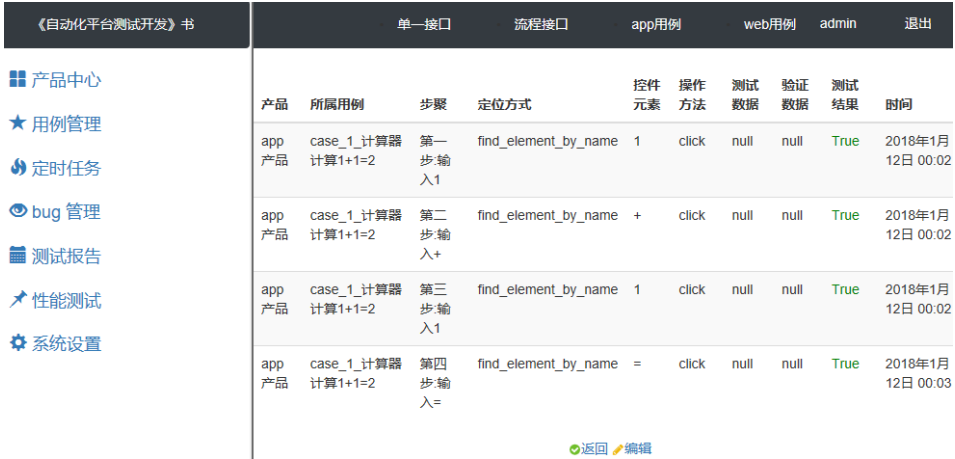 《自动化平台测试开发》书
单一接口 流程接口 app用例 web用例 admin 退出
产品中心
用例管理
定时任务
bug 管理
测试报告
性能测试
系统设置
产品 所属用例 步聚 定位方式 控件元素 操作方法 测试数据 验证数据 测试结果 时间
app产品 case_1_计算器计算1+1=2 第一步:输入1 find_element_by_name 1 click null null True 2018年1月12日 00:02
app产品 case_1_计算器计算1+1=2 第二步:输入+ find_element_by_name + click null null True 2018年1月12日 00:02
app产品 case_1_计算器计算1+1=2 第三步:输入1 find_element_by_name 1 click null null True 2018年1月12日 00:02
app产品 case_1_计算器计算1+1=2 第四步:输入= find_element_by_name = click null null True 2018年1月12日 00:03
返回 编辑